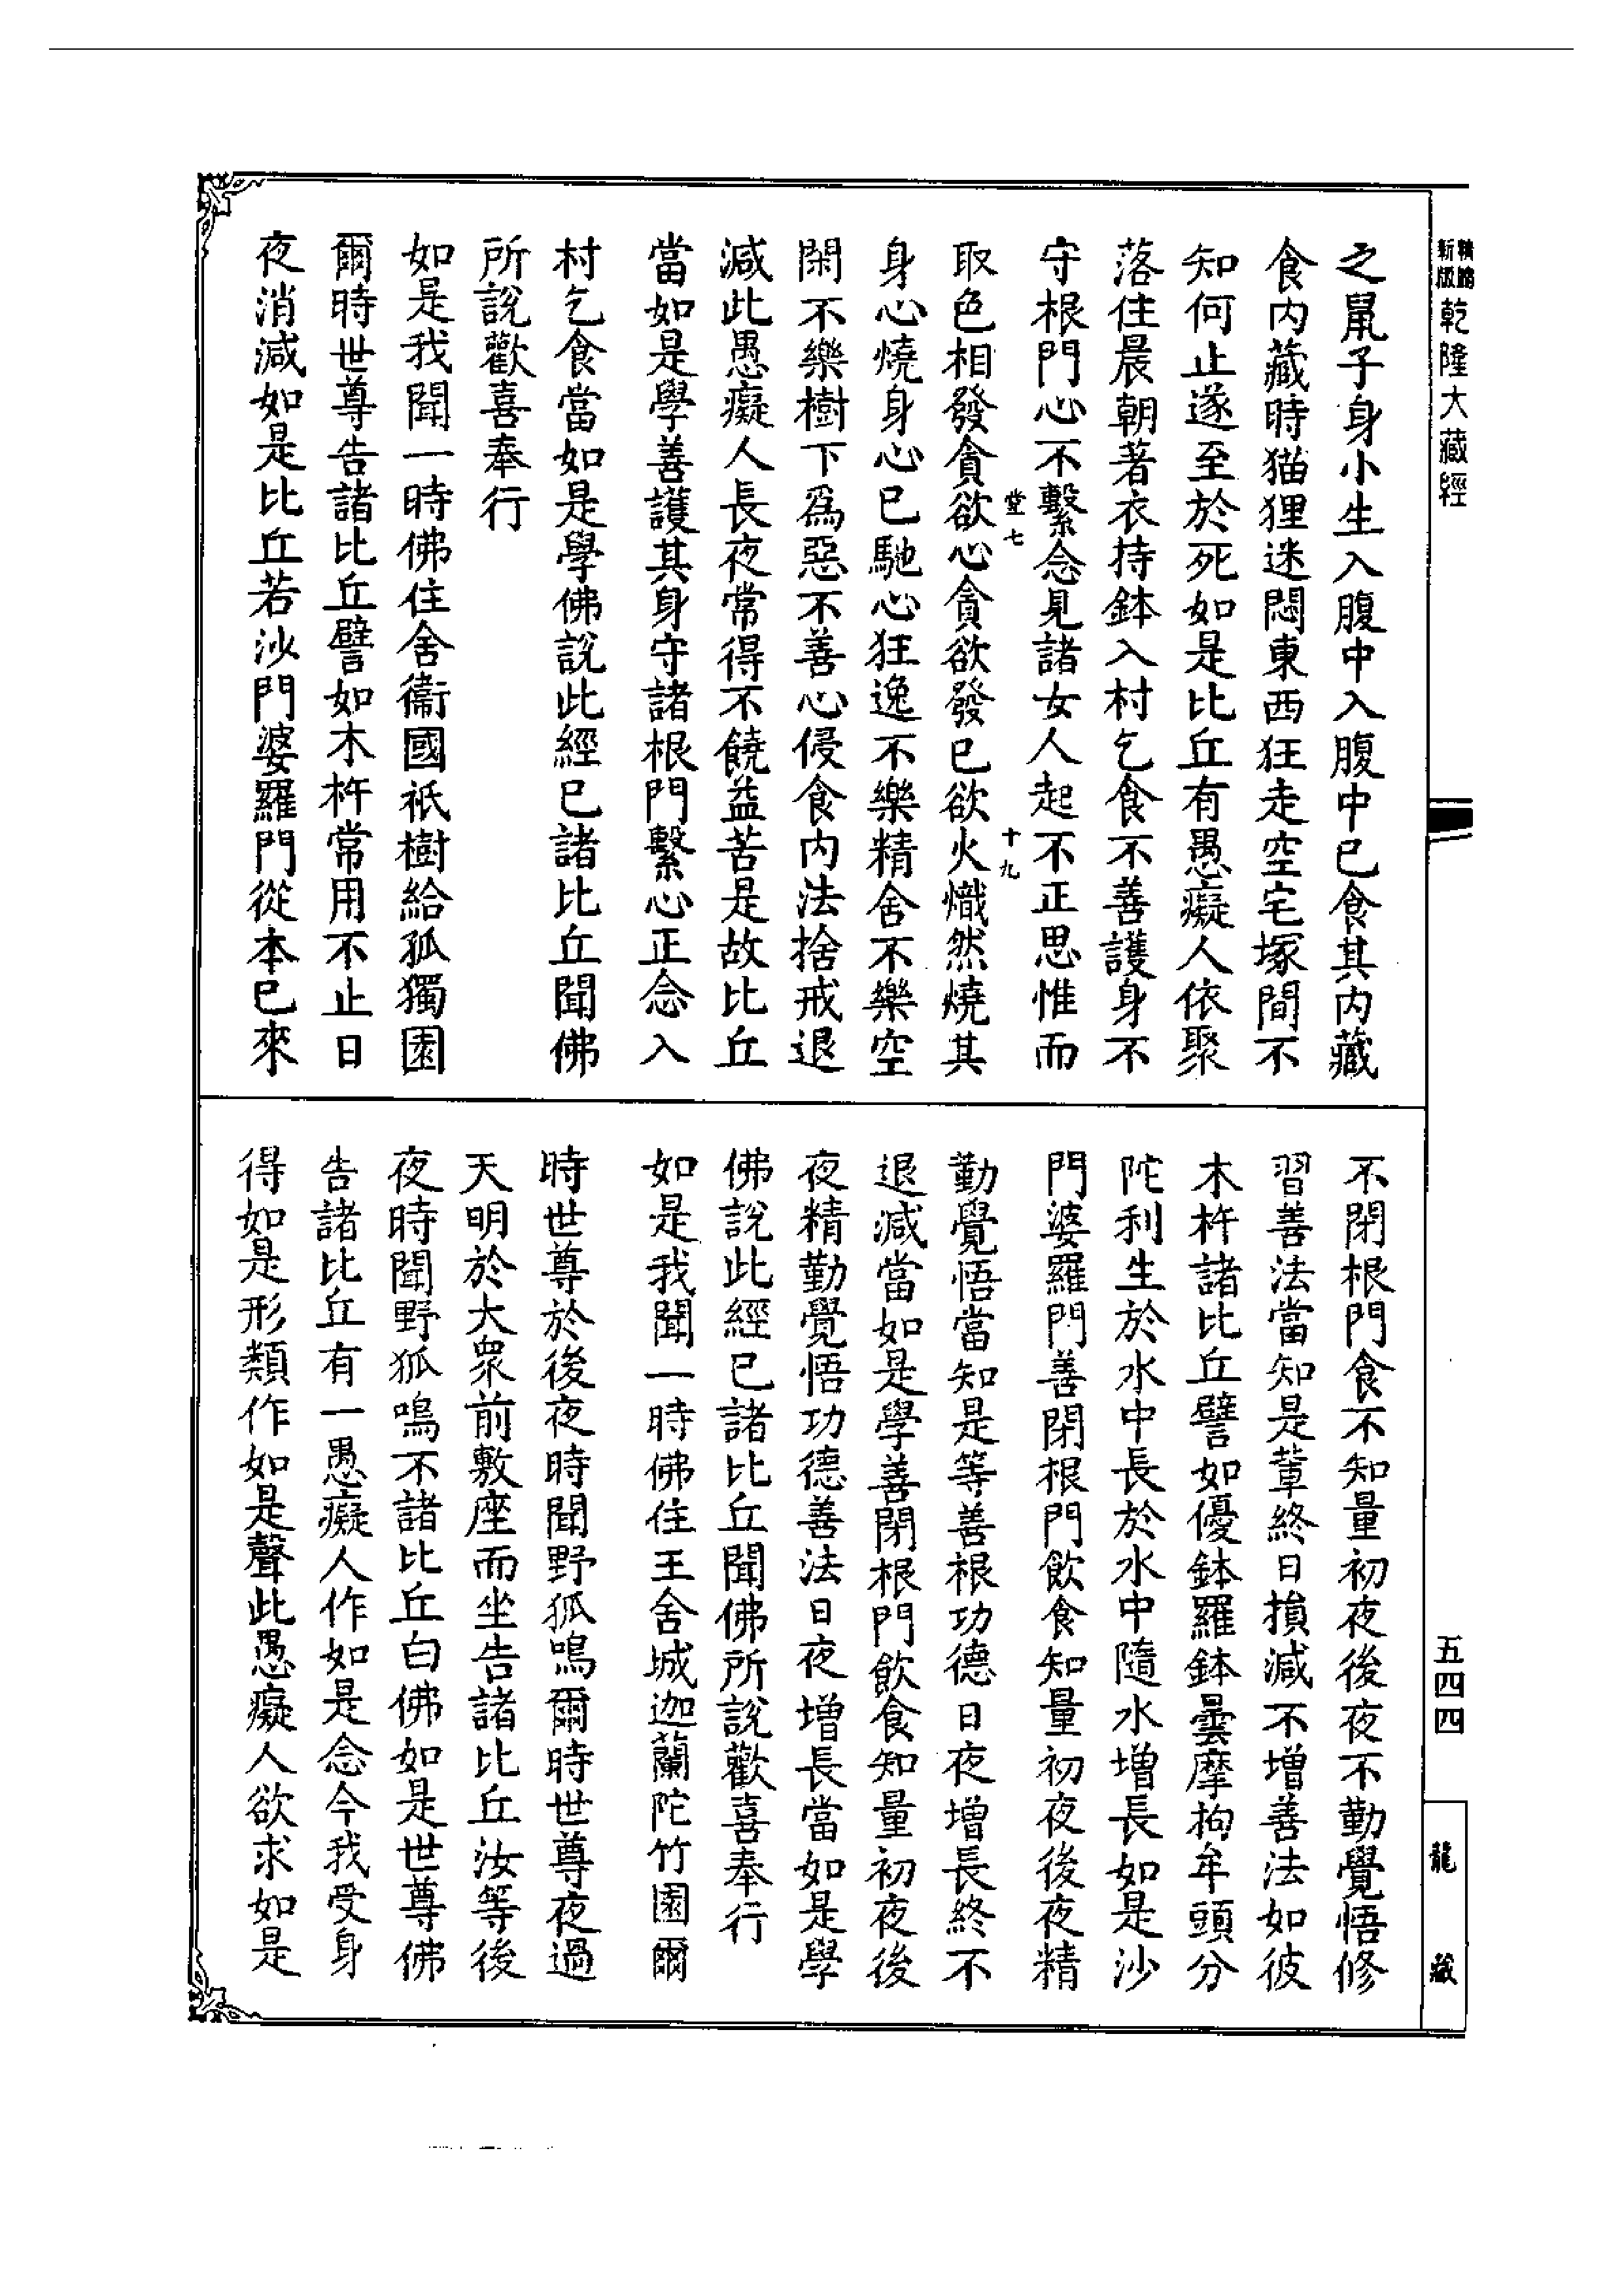 精縮新版
乾隆大藏經
之鼠子身小生入腹中入腹中已食其内藏
食内藏時猫狸迷悶東西狂走空宅塚間不
知何止遂至於死如是比丘有愚癡人依聚
落住晨朝著衣持鉢入村乞食不善護身不
守根門心不繫念見諸女人起不正思惟而
堂七
十九
取色相發貪欲心貪欲發已欲火熾然燒其
身心燒身心已馳心狂逸不樂精舍不樂空
閑不樂樹下爲惡不善心侵食内法捨戒退
減此愚癡人長夜常得不饒益苦是故比丘
當如是學善護其身守諸根門繫心正念入
村乞食當如是學佛說此經已諸比丘聞佛
所說歡喜奉行
如是我聞一時佛住舍衞國祇樹給孤獨園
爾時世尊告諸比丘譬如木杵常用不止日
夜消減如是比丘若沙門婆羅門從本已來
不閉根門食不知量初夜後夜不勤覺悟修
習善法當知是輩終日損減不增善法如彼
木杵諸比丘譬如優鉢羅鉢曇摩拘牟頭分
陀利生於水中長於水中隨水增長如是沙
門婆羅門善閉根門飲食知量初夜後夜精
勤覺悟當知是等善根功德日夜增長終不
退減當如是學善閉根門飲食知量初夜後
夜精勤覺悟功德善法日夜增長當如是學
佛說此經已諸比丘聞佛所說歡喜奉行
如是我聞一時佛住王舍城迦蘭陀竹園爾
時世尊於後夜時聞野狐鳴爾時世尊夜過
天明於大衆前敷座而坐告諸比丘汝等後
夜時聞野狐鳴不諸比丘白佛如是世尊佛
告諸比丘有一愚癡人作如是念今我受身
得如是形類作如是聲此愚癡人欲求如是
五四四
龍藏